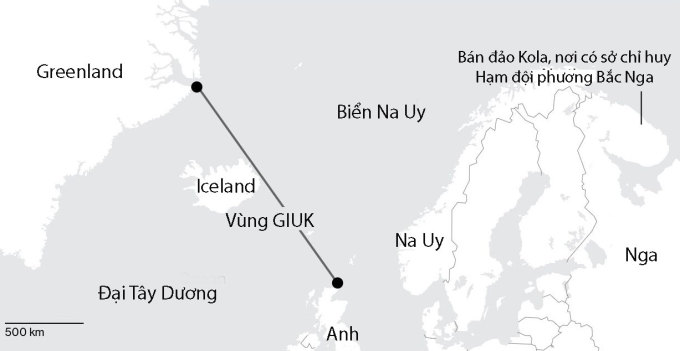 Greenland
Bán đảo Kola, nơi có sở chỉ huy
Hạm đội phương Bắc Nga
Biển Na Uy
Iceland
Vùng GIUK
Na Uy
Nga
Đại Tây Dương
500 km
Anh